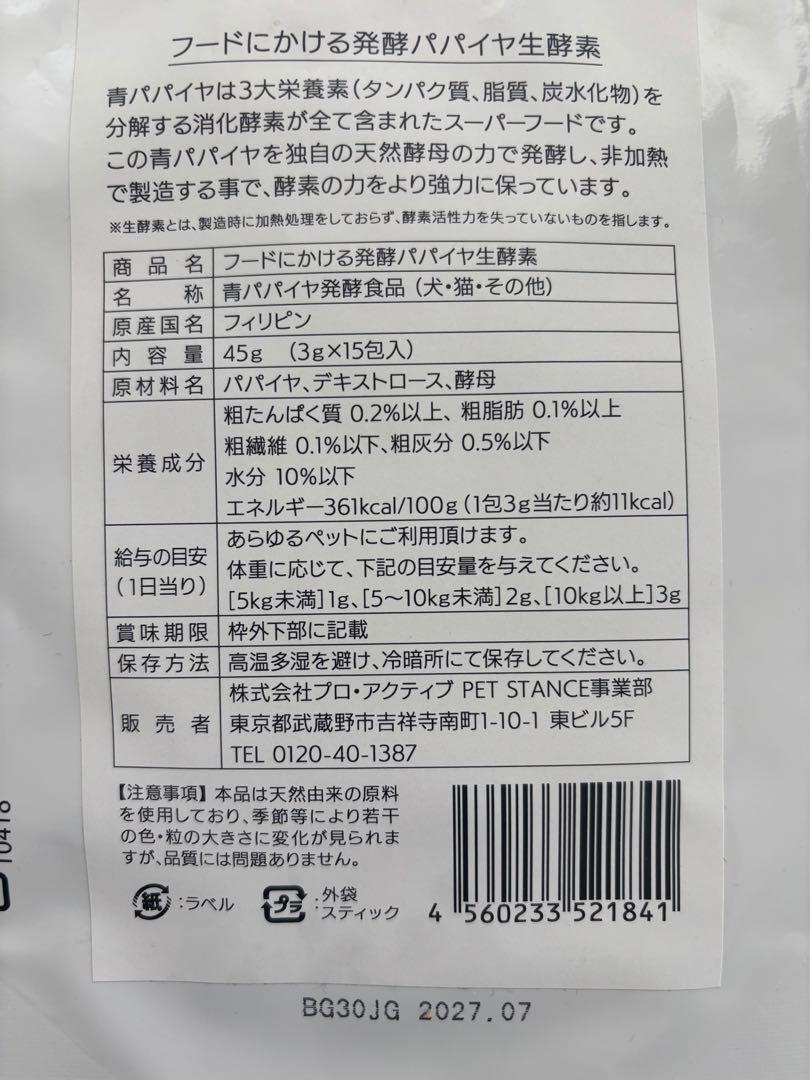 フードにかける発酵パパイヤ生酵素
青パパイヤは3大栄養素（タンパク質、脂質、炭水化物）を
分解する消化酵素が全て含まれたスーパーフードです。
この青パパイヤを独自の天然酵母の力で発酵し、非加熱
で製造する事で、酵素の力をより強力に保っています。
※生酵素とは、製造時に加熱処理をしておらず、酵素活性力を失っていないものを指します。
商品名 フードにかける発酵パパイヤ生酵素
名称 青パパイヤ発酵食品（犬・猫・その他）
原産国名 フィリピン
内容量 45g （3g×15包入）
原材料名 パパイヤ、デキストロース、酵母
栄養成分 粗たんぱく質 0.2%以上、粗脂肪 0.1%以上
粗繊維 0.1%以下、粗灰分 0.5%以下
水分 10%以下
エネルギー361kcal/100g（1包3g当たり約11kcal）
給与の目安
（1日当り）
あらゆるペットにご利用頂けます。
体重に応じて、下記の目安量を与えてください。
[5kg未満]1g、[5～10kg未満]2g、[10kg以上]3g
賞味期限 枠外下部に記載
保存方法 高温多湿を避け、冷暗所にて保存してください。
販売者 株式会社プロ・アクティブ PET STANCE事業部
東京都武蔵野市吉祥寺南町1-10-1 東ビル5F
TEL 0120-40-1387
【注意事項】本品は天然由来の原料
を使用しており、季節等により若干
の色・粒の大きさに変化が見られま
すが、品質には問題ありません。
紙：ラベル
プラ：外袋
スティック
4 560233 521841
BG30JG 2027.07